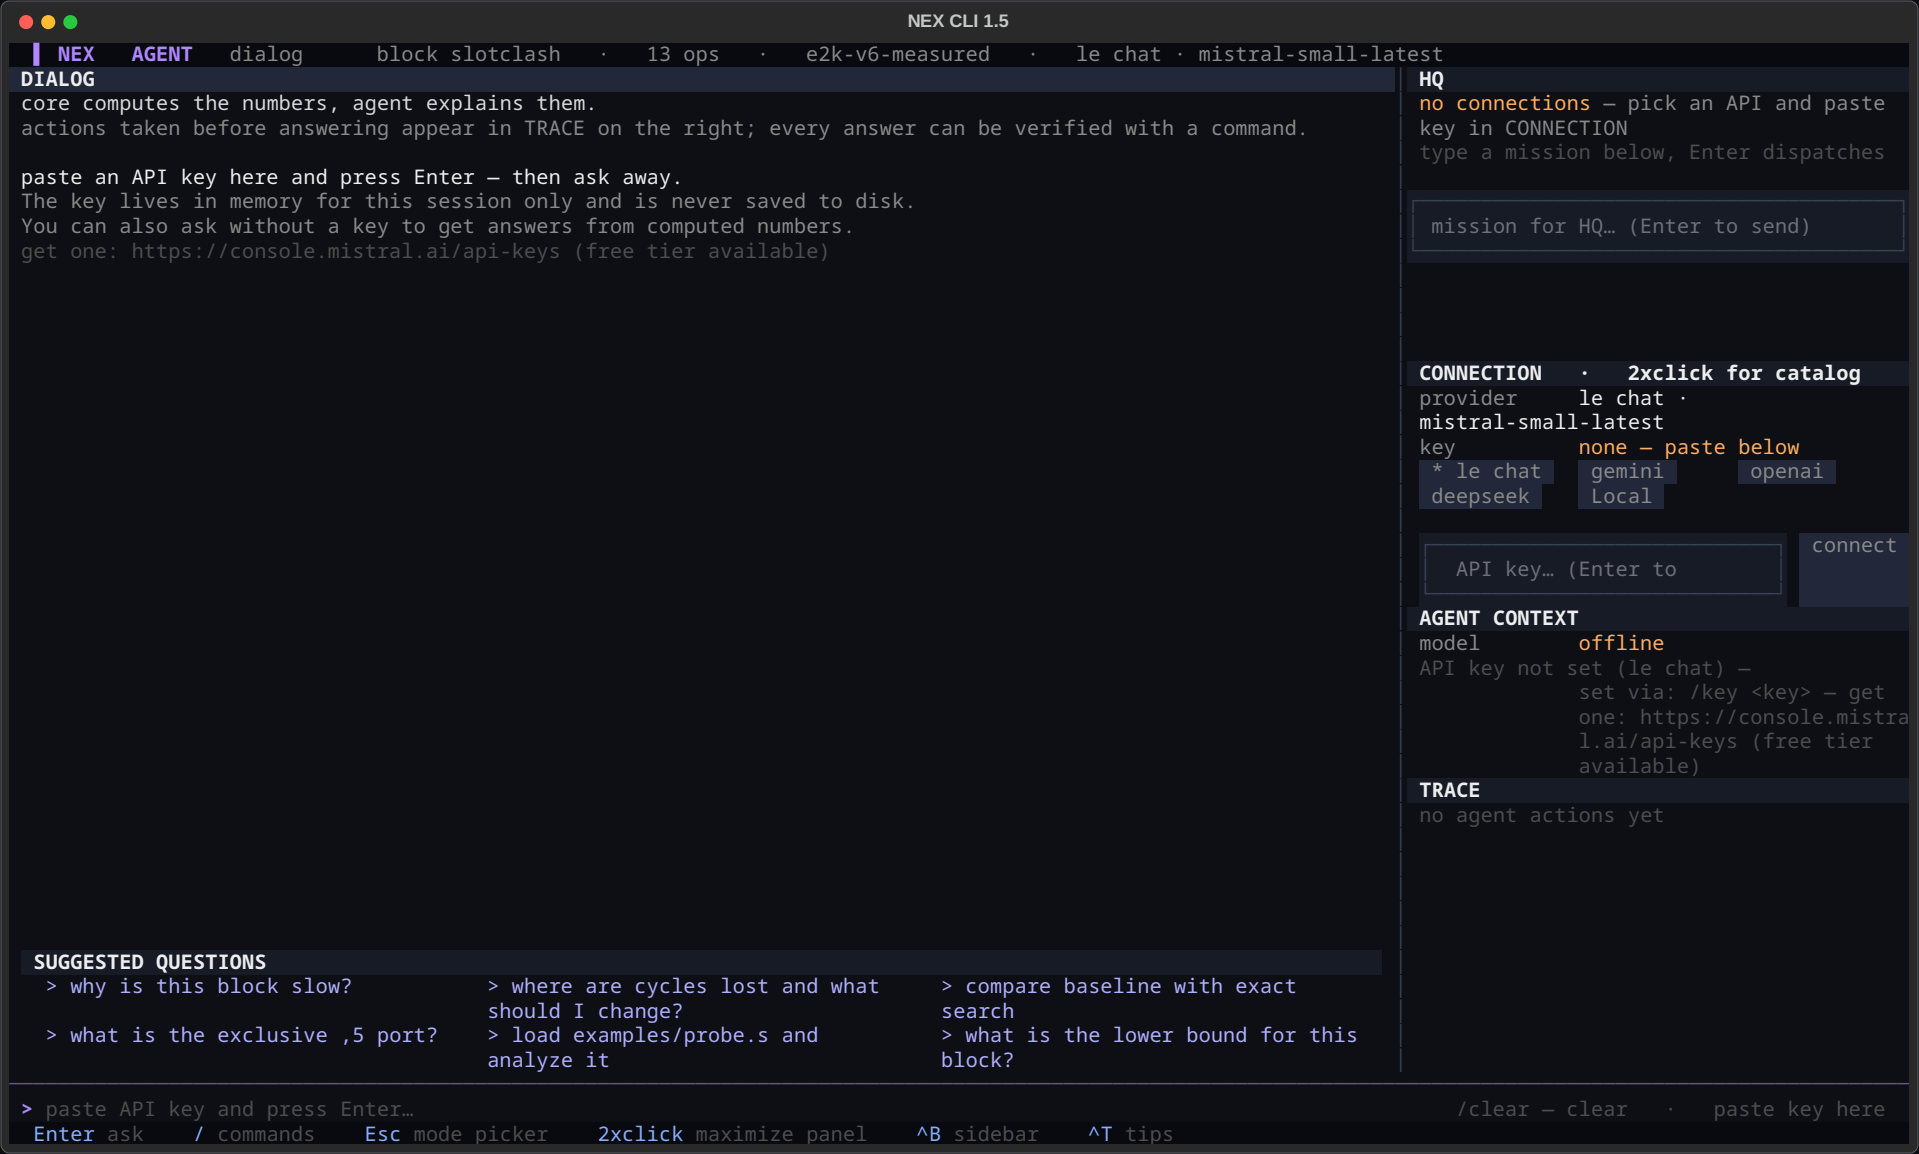 NEX CLI 1.5
NEX AGENT dialog block slotclash · 13 ops · e2k-v6-measured · le chat · mistral-small-latest
DIALOG
core computes the numbers, agent explains them.
actions taken before answering appear in TRACE on the right; every answer can be verified with a command.
paste an API key here and press Enter — then ask away.
The key lives in memory for this session only and is never saved to disk.
You can also ask without a key to get answers from computed numbers.
get one: https://console.mistral.ai/api-keys (free tier available)
SUGGESTED QUESTIONS
> why is this block slow?
> where are cycles lost and what
should I change?
> compare baseline with exact
search
> what is the exclusive ,5 port?
> load examples/probe.s and
analyze it
> what is the lower bound for this
block?
HQ
no connections — pick an API and paste
key in CONNECTION
type a mission below, Enter dispatches
mission for HQ… (Enter to send)
CONNECTION · 2xclick for catalog
provider le chat ·
mistral-small-latest
key none — paste below
* le chat gemini openai
deepseek Local
API key… (Enter to
connect
AGENT CONTEXT
model offline
API key not set (le chat) —
set via: /key <key> — get
one: https://console.mistra
l.ai/api-keys (free tier
available)
TRACE
no agent actions yet
> paste API key and press Enter… /clear — clear · paste key here
Enter ask / commands Esc mode picker 2xclick maximize panel ^B sidebar ^T tips